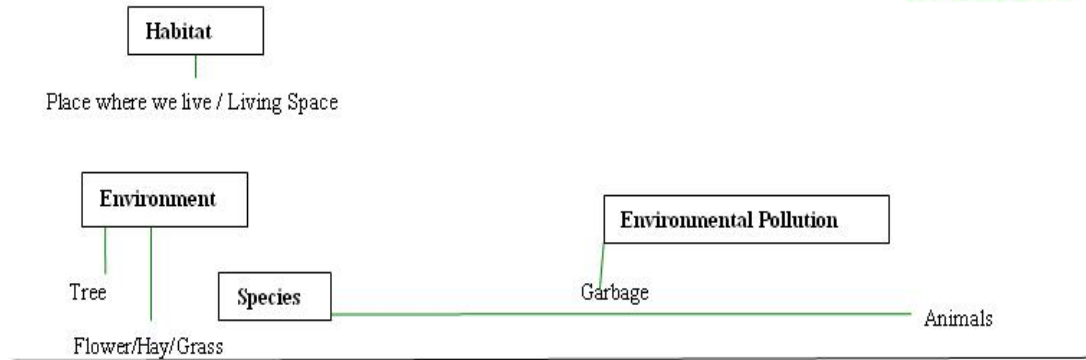 Habitat
Place where we live / Living Space
Environment
Environmental Pollution
Tree
Species
Garbage
Animals
Flower/Hay/Grass